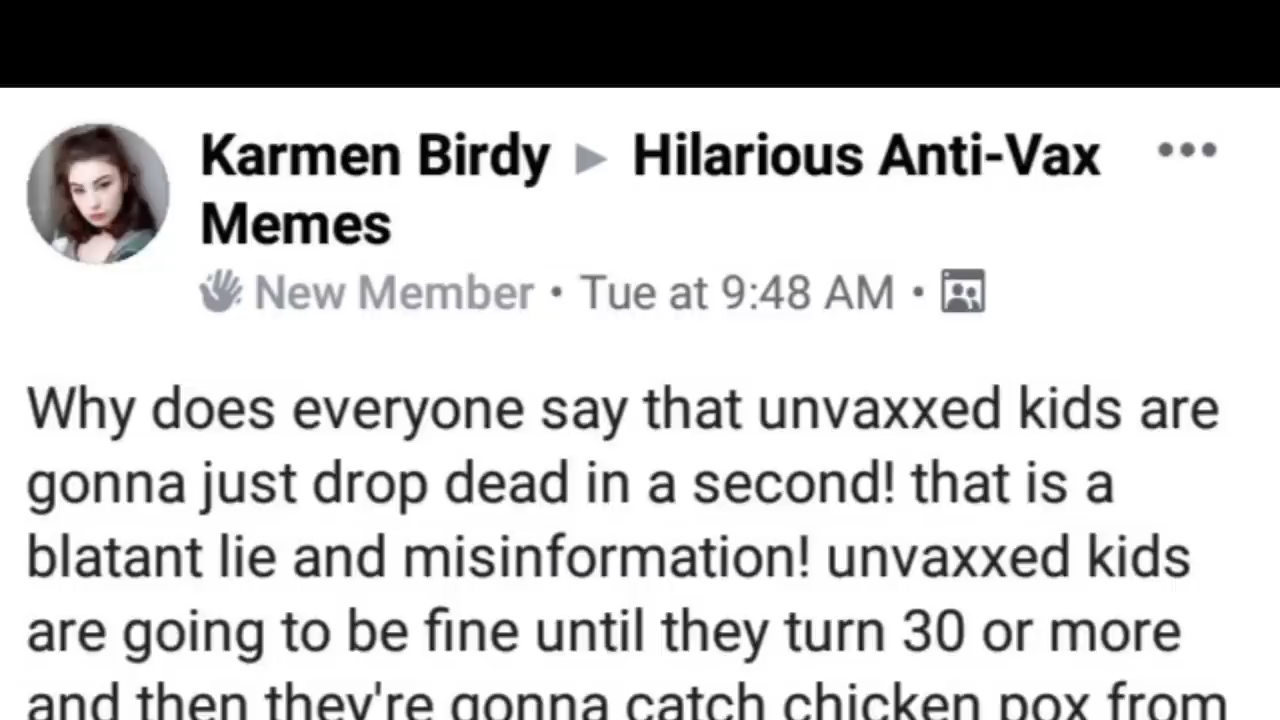 Karmen Birdy ▶ Hilarious Anti-Vax
Memes
New Member • Tue at 9:48 AM •
Why does everyone say that unvaxxed kids are
gonna just drop dead in a second! that is a
blatant lie and misinformation! unvaxxed kids
are going to be fine until they turn 30 or more
and then they're gonna catch chicken pox from